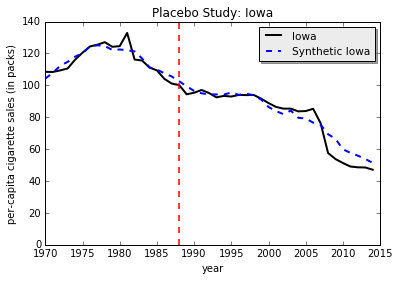 Placebo Study: Iowa
Iowa
Synthetic Iowa
per-capita cigarette sales (in packs)
140
120
100
80
60
40
20
0
1970 1975 1980 1985 1990 1995 2000 2005 2010 2015
year